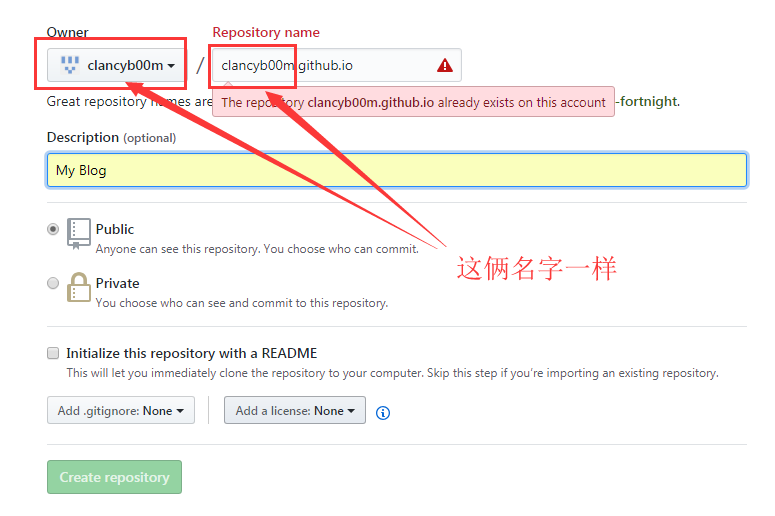 Owner
Repository name
clancyb00m
/
clancyb00m.github.io
Great repository names are
The repository clancyb00m.github.io already exists on this account
-fortnight.
Description (optional)
My Blog
Public
Anyone can see this repository. You choose who can commit.
这俩名字一样
Private
You choose who can see and commit to this repository.
Initialize this repository with a README
This will let you immediately clone the repository to your computer. Skip this step if you’re importing an existing repository.
Add .gitignore: None
Add a license: None
Create repository